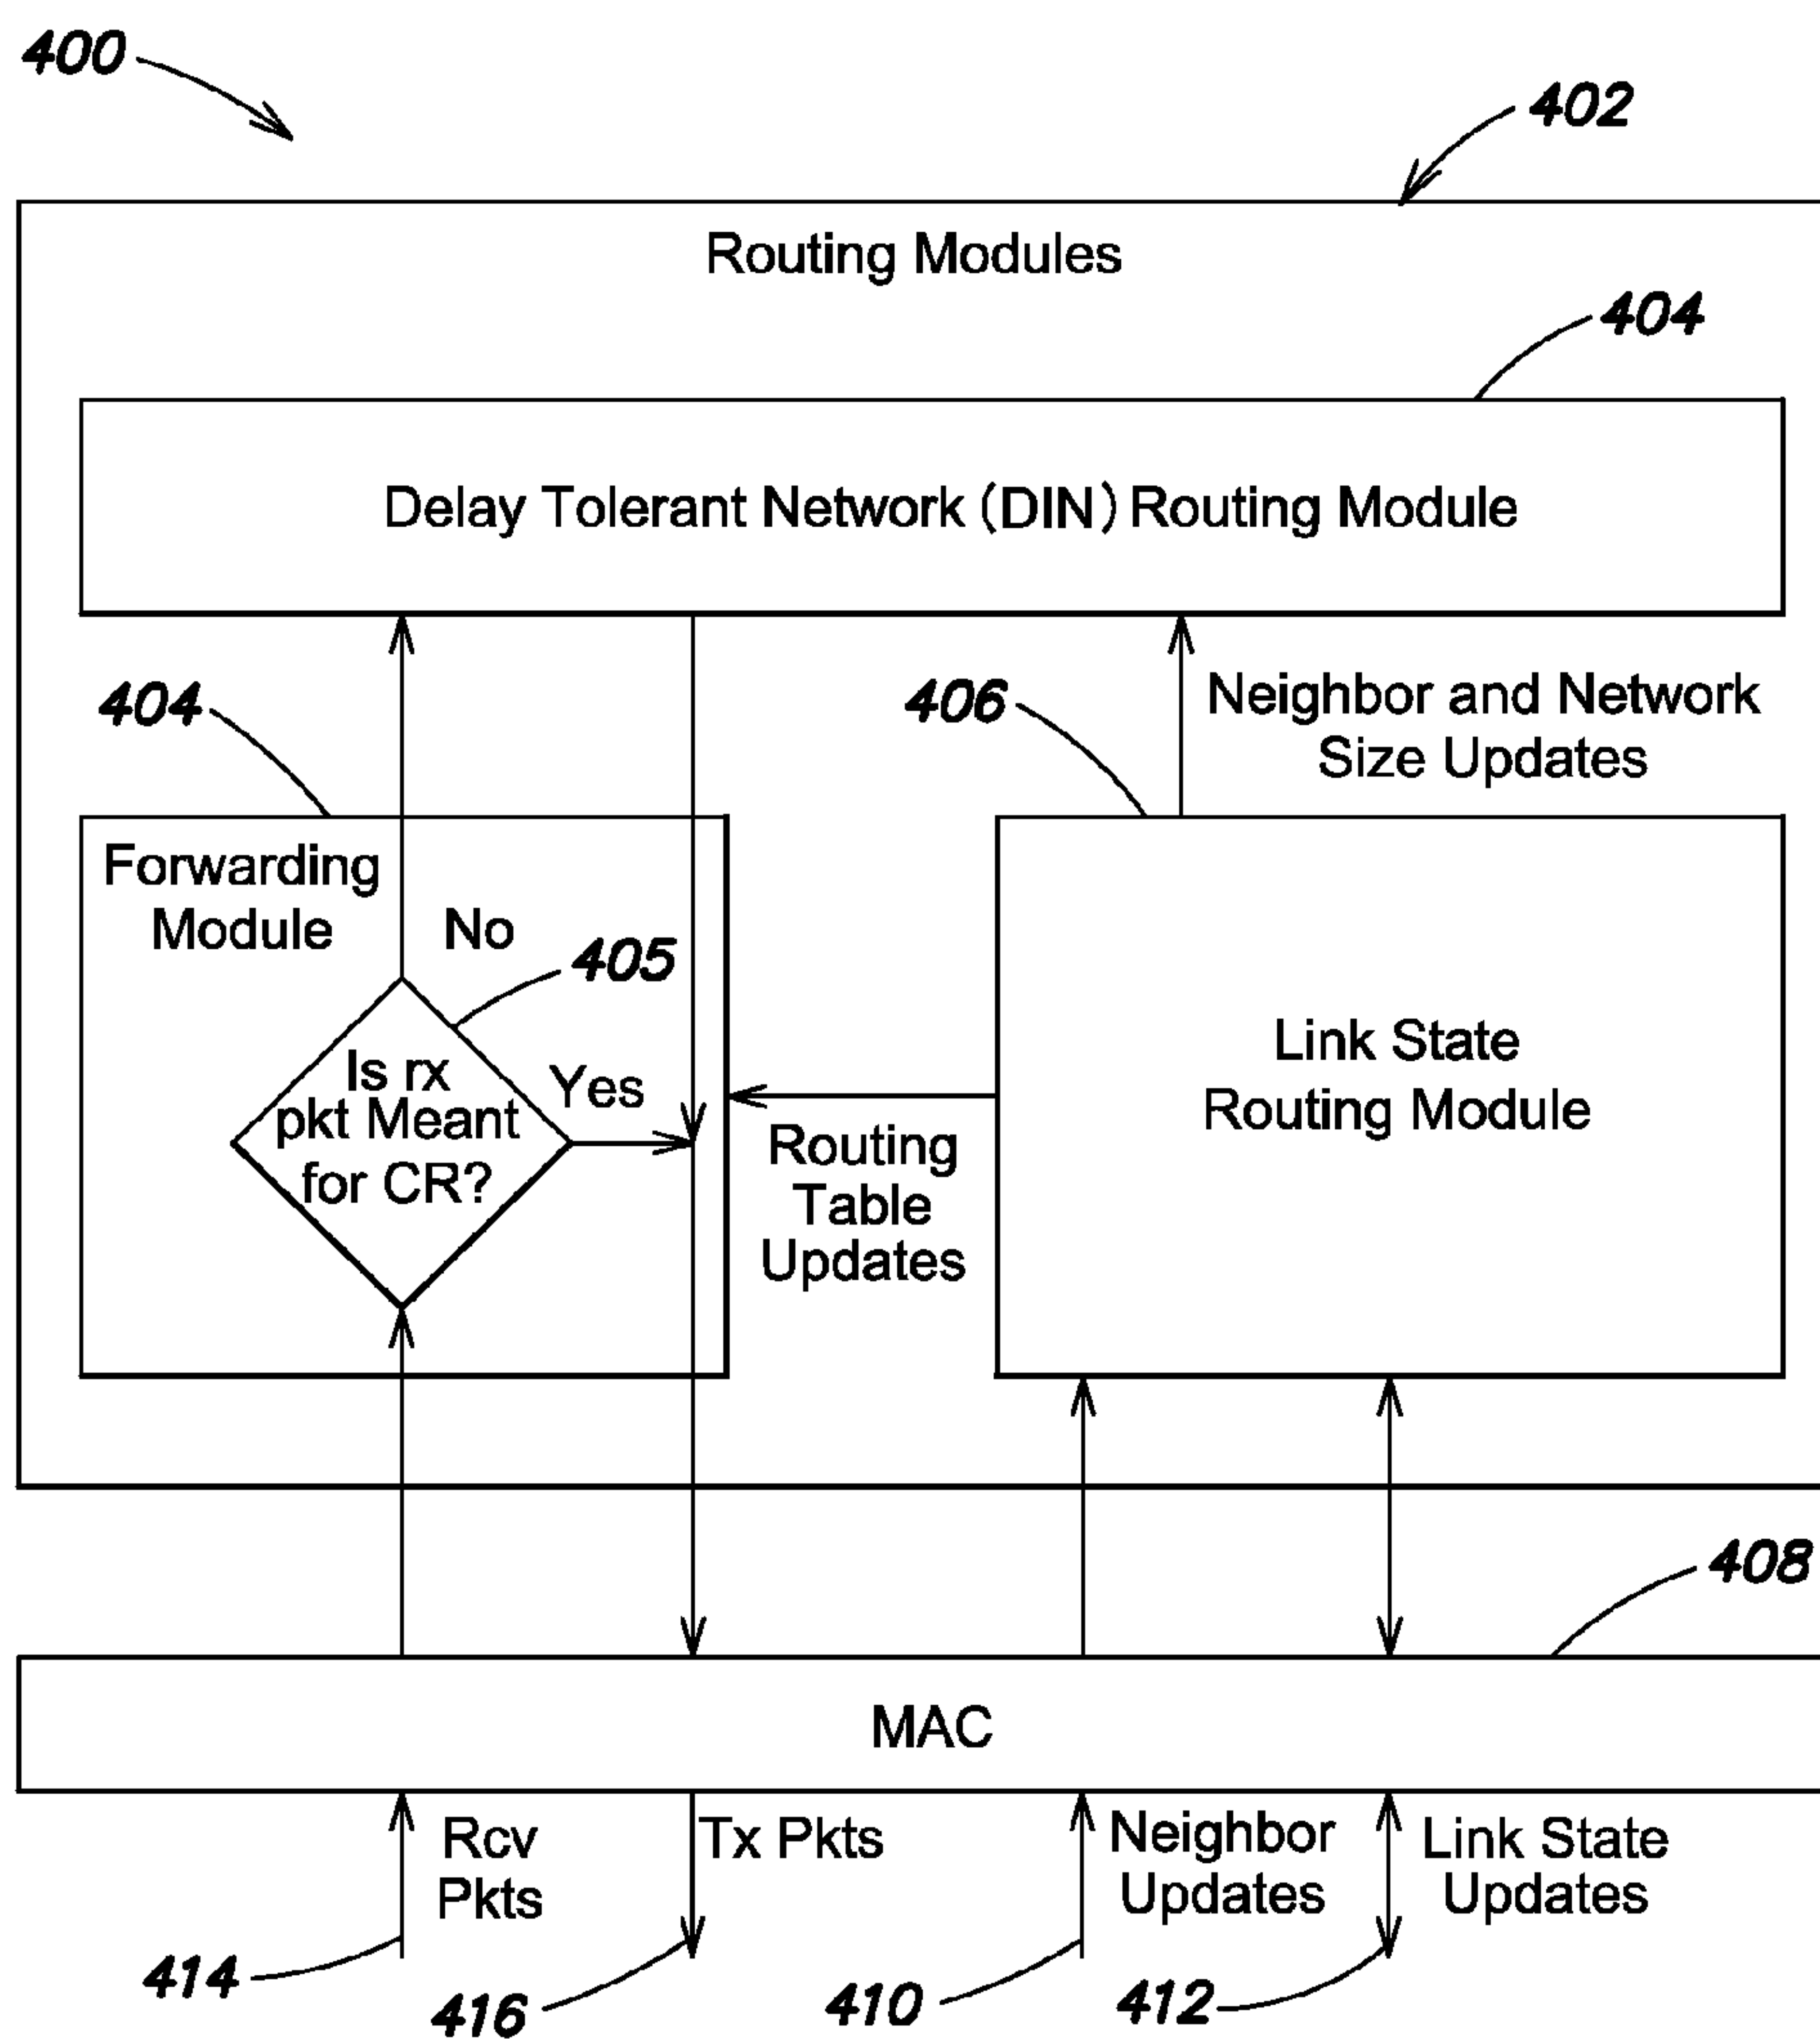 400
402
Routing Modules
404
Delay Tolerant Network (DIN) Routing Module
404
406
Neighbor and Network
Size Updates
Forwarding
Module
No
405
Is rx
pkt Meant
for CR?
Yes
Routing
Table
Updates
Link State
Routing Module
408
MAC
Rcv
Pkts
Tx Pkts
Neighbor
Updates
Link State
Updates
414
416
410
412